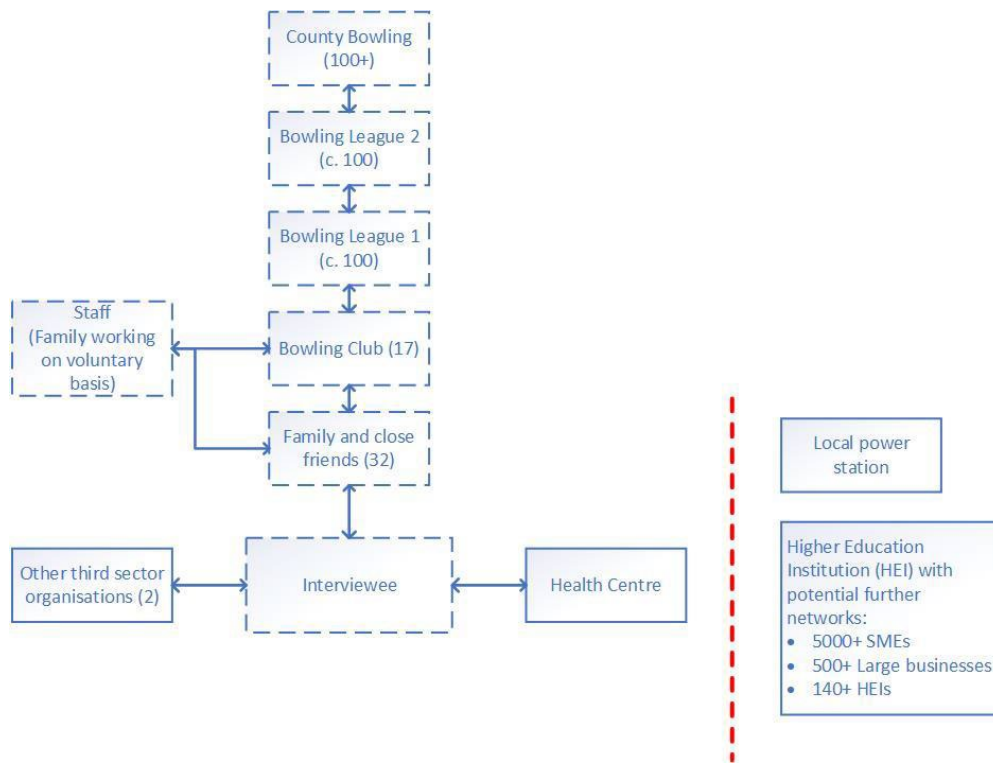 County Bowling
(100+)
Bowling League 2
(c. 100)
Bowling League 1
(c. 100)
Staff
(Family working
on voluntary
basis)
Bowling Club (17)
Family and close
friends (32)
Other third sector
organisations (2)
Interviewee
Health Centre
Local power
station
Higher Education
Institution (HEI) with
potential further
networks:
• 5000+ SMEs
• 500+ Large businesses
• 140+ HEIs